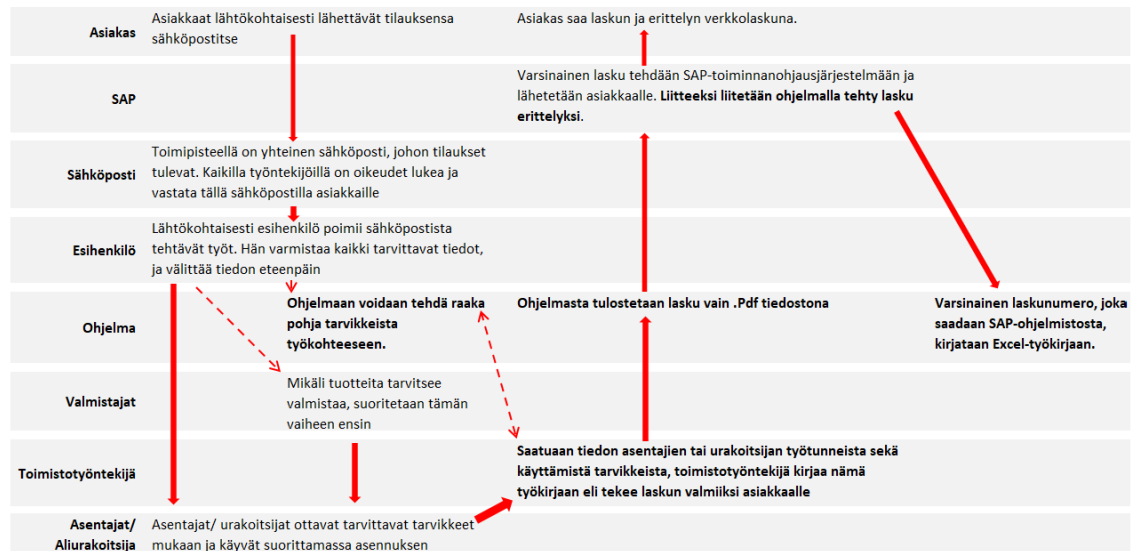 Asiakas
Asiakkaat lähtökohtaisesti lähettävät tilauksensa
sähköpostitse
Asiakas saa laskun ja erittelyn verkkolaskuna.
SAP
Varsinainen lasku tehdään SAP-toiminnanohjausjärjestelmään ja
lähetetään asiakkaalle. Liitteeksi liitetään ohjelmalla tehty lasku
erittelyksi.
Sähköposti
Toimipisteellä on yhteinen sähköposti, johon tilaukset
tulevat. Kaikilla työntekijöillä on oikeudet lukea ja
vastata tällä sähköpostilla asiakkaille
Esihenkilö
Lähtökohtaisesti esihenkilö poimii sähköpostista
tehtävät työt. Hän varmistaa kaikki tarvittavat tiedot,
ja välittää tiedon eteenpäin
Ohjelma
Ohjelmaan voidaan tehdä raaka
pohja tarvikkeista
työkohteeseen.
Ohjelmasta tulostetaan lasku vain .Pdf tiedostona
Varsinainen laskunumero, joka
saadaan SAP-ohjelmistosta,
kirjataan Excel-työkirjaan.
Valmistajat
Mikäli tuotteita tarvitsee
valmistaa, suoritetaan tämän
vaiheen ensin
Toimistotyöntekijä
Saatuaan tiedon asentajien tai urakoitsijan työtunneista sekä
käyttämistä tarvikkeista, toimistotyöntekijä kirjaa nämä
työkirjaan eli tekee laskun valmiiksi asiakkaalle
Asentajat/
Aliurakoitsija
Asentajat/ urakoitsijat ottavat tarvittavat tarvikkeet
mukaan ja käyvät suorittamassa asennuksen